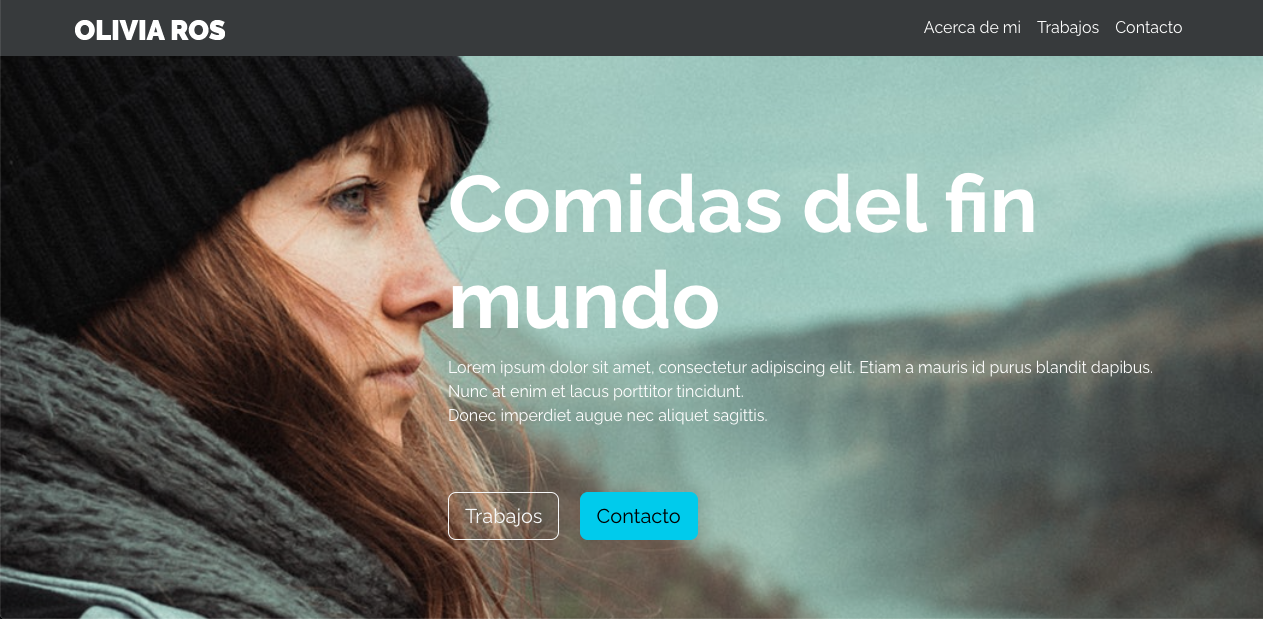 OLIVIA ROS
Acerca de mi Trabajos Contacto
Comidas del fin
mundo
Lorem ipsum dolor sit amet, consectetur adipiscing elit. Etiam a mauris id purus blandit dapibus.
Nunc at enim et lacus porttitor tincidunt.
Donec imperdiet augue nec aliquet sagittis.
Trabajos Contacto